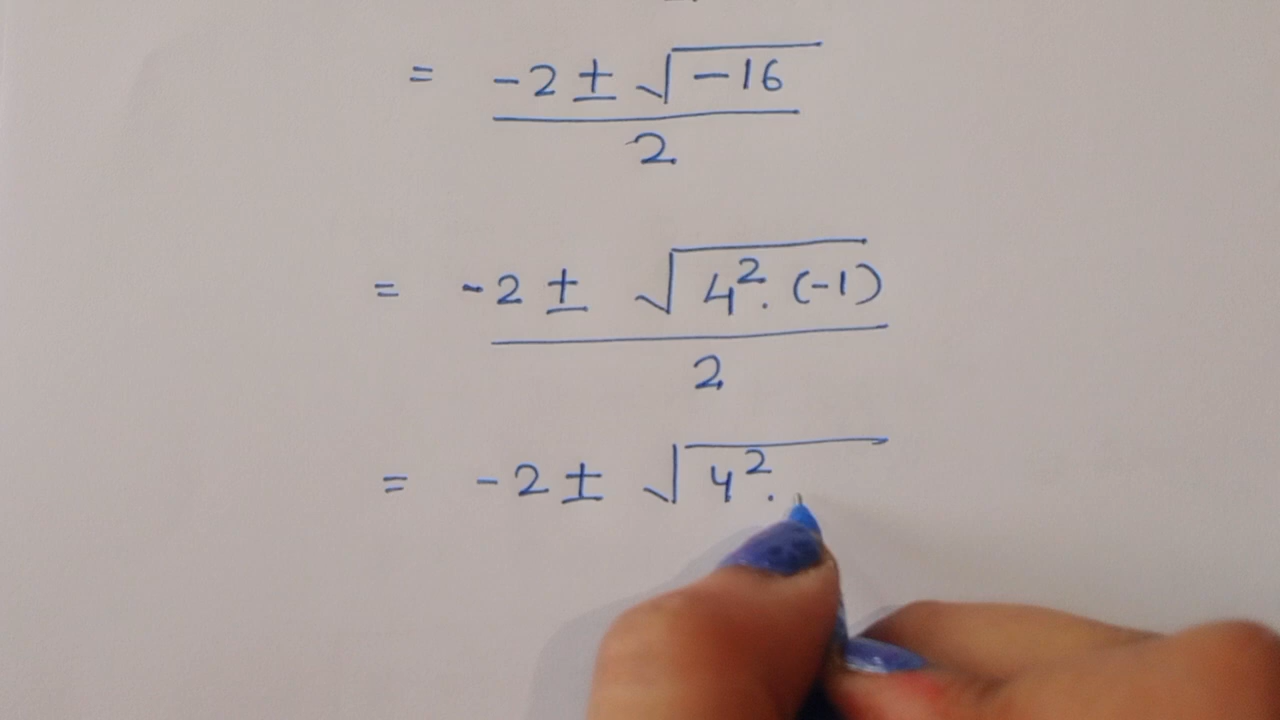 = -2 ± √-16
2
= -2 ± √4². (-1)
2
= -2 ± √4².